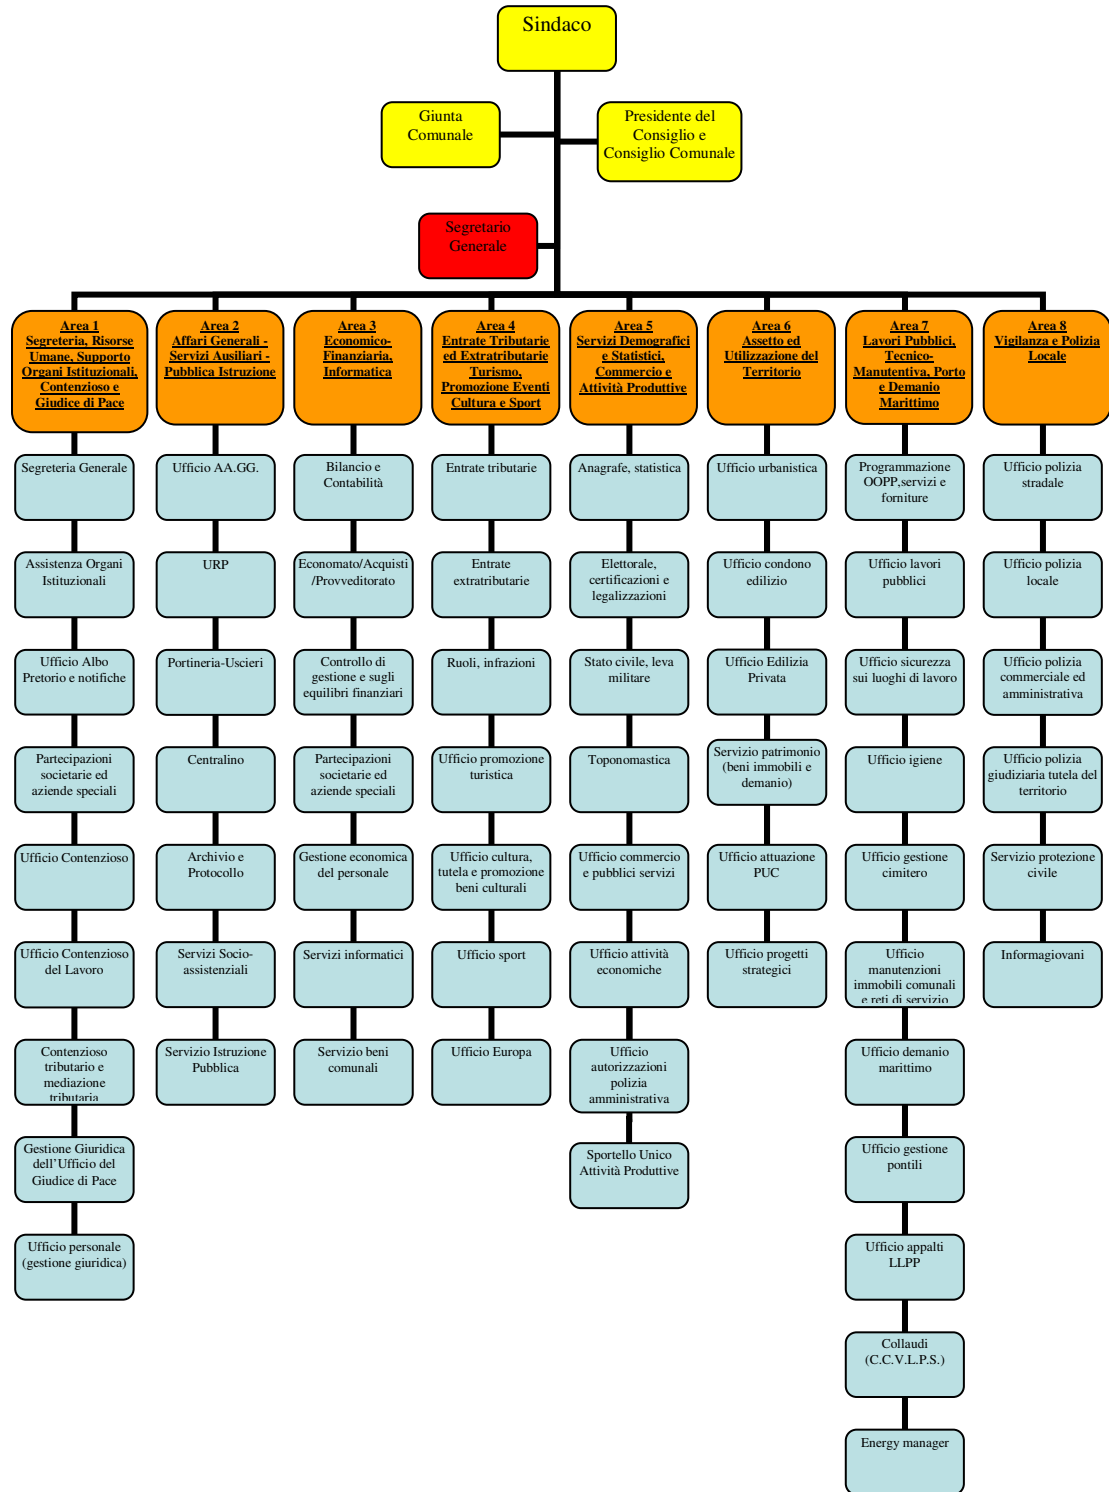 Sindaco
Giunta
Comunale
Presidente del
Consiglio e
Consiglio Comunale
Segretario
Generale
Area 1
Segreteria, Risorse
Umane, Supporto
Organi Istituzionali,
Contenzioso e
Giudice di Pace
Segreteria Generale
Assistenza Organi
Istituzionali
Ufficio Albo
Pretorio e notifiche
Partecipazioni
societarie ed
aziende speciali
Ufficio Contenzioso
Ufficio Contenzioso
del Lavoro
Contenzioso
tributario e
mediazione
tributaria
Gestione Giuridica
dell'Ufficio del
Giudice di Pace
Ufficio personale
(gestione giuridica)
Area 2
Affari Generali -
Servizi Ausiliari -
Pubblica Istruzione
Ufficio AA.GG.
URP
Portineria-Uscieri
Centralino
Archivio e
Protocollo
Servizi Socio-
assistenziali
Servizio Istruzione
Pubblica
Area 3
Economico-
Finanziaria,
Informatica
Bilancio e
Contabilità
Economato/Acquisti
/Provveditorato
Controllo di
gestione e sugli
equilibri finanziari
Partecipazioni
societarie ed
aziende speciali
Gestione economica
del personale
Servizi informatici
Servizio beni
comunali
Area 4
Entrate Tributarie
ed Extratributarie
Turismo,
Promozione Eventi
Cultura e Sport
Entrate tributarie
Entrate
extratributarie
Ruoli, infrazioni
Ufficio promozione
turistica
Ufficio cultura,
tutela e promozione
beni culturali
Ufficio sport
Ufficio Europa
Area 5
Servizi Demografici
e Statistici,
Commercio e
Attività Produttive
Anagrafe, statistica
Elettorale,
certificazioni e
legalizzazioni
Stato civile, leva
militare
Toponomastica
Ufficio commercio
e pubblici servizi
Ufficio attività
economiche
Ufficio
autorizzazioni
polizia
amministrativa
Sportello Unico
Attività Produttive
Area 6
Assetto ed
Utilizzazione del
Territorio
Ufficio urbanistica
Ufficio condono
edilizio
Ufficio Edilizia
Privata
Servizio patrimonio
(beni immobili e
demanio)
Ufficio attuazione
PUC
Ufficio progetti
strategici
Area 7
Lavori Pubblici,
Tecnico-
Manutentiva, Porto
e Demanio
Marittimo
Programmazione
OOPP,servizi e
forniture
Ufficio lavori
pubblici
Ufficio sicurezza
sui luoghi di lavoro
Ufficio igiene
Ufficio gestione
cimitero
Ufficio
manutenzioni
immobili comunali
e reti di servizio
Ufficio demanio
marittimo
Ufficio gestione
pontili
Ufficio appalti
LLPP
Collaudi
(C.C.V.L.P.S.)
Energy manager
Area 8
Vigilanza e Polizia
Locale
Ufficio polizia
stradale
Ufficio polizia
locale
Ufficio polizia
commerciale ed
amministrativa
Ufficio polizia
giudiziaria tutela del
territorio
Servizio protezione
civile
Informagiovani